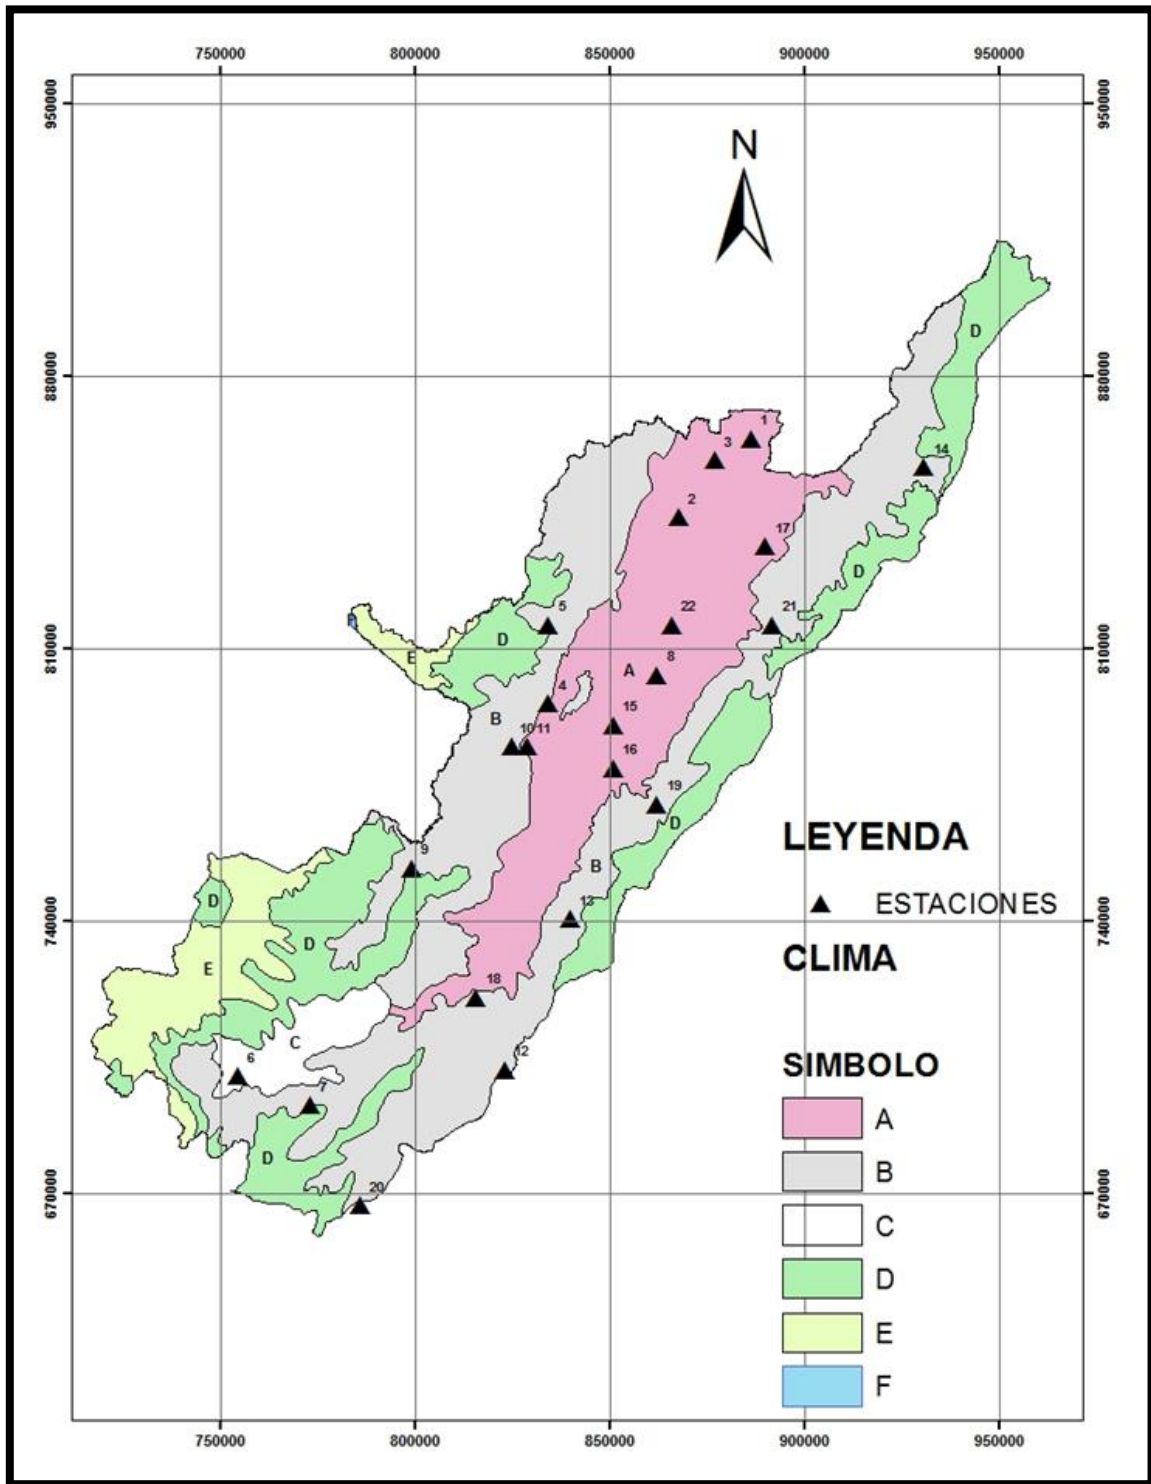 750000 800000 850000 900000 950000
950000 950000
N
D
880000 880000
1
3
14
2
17
D
5 22 21
F D
810000 810000
E 8
A
4
B 15
10 11
16
19
D
LEYENDA
9
B
D ESTACIONES
13
740000 740000
D
E CLIMA
18
C
6 12
SIMBOLO
7
A
D
B
20
670000 670000
C
D
E
F
750000 800000 850000 900000 950000